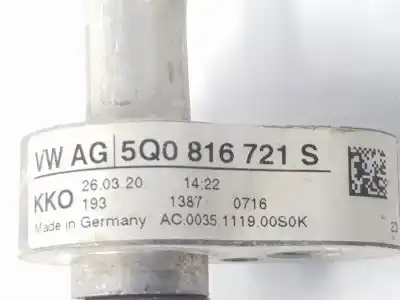 VW AG 5Q0 816 721 S
KKO 26.03.20 14:22
193 1387 0716
Made in Germany AC.0035.1119.00S0K
23